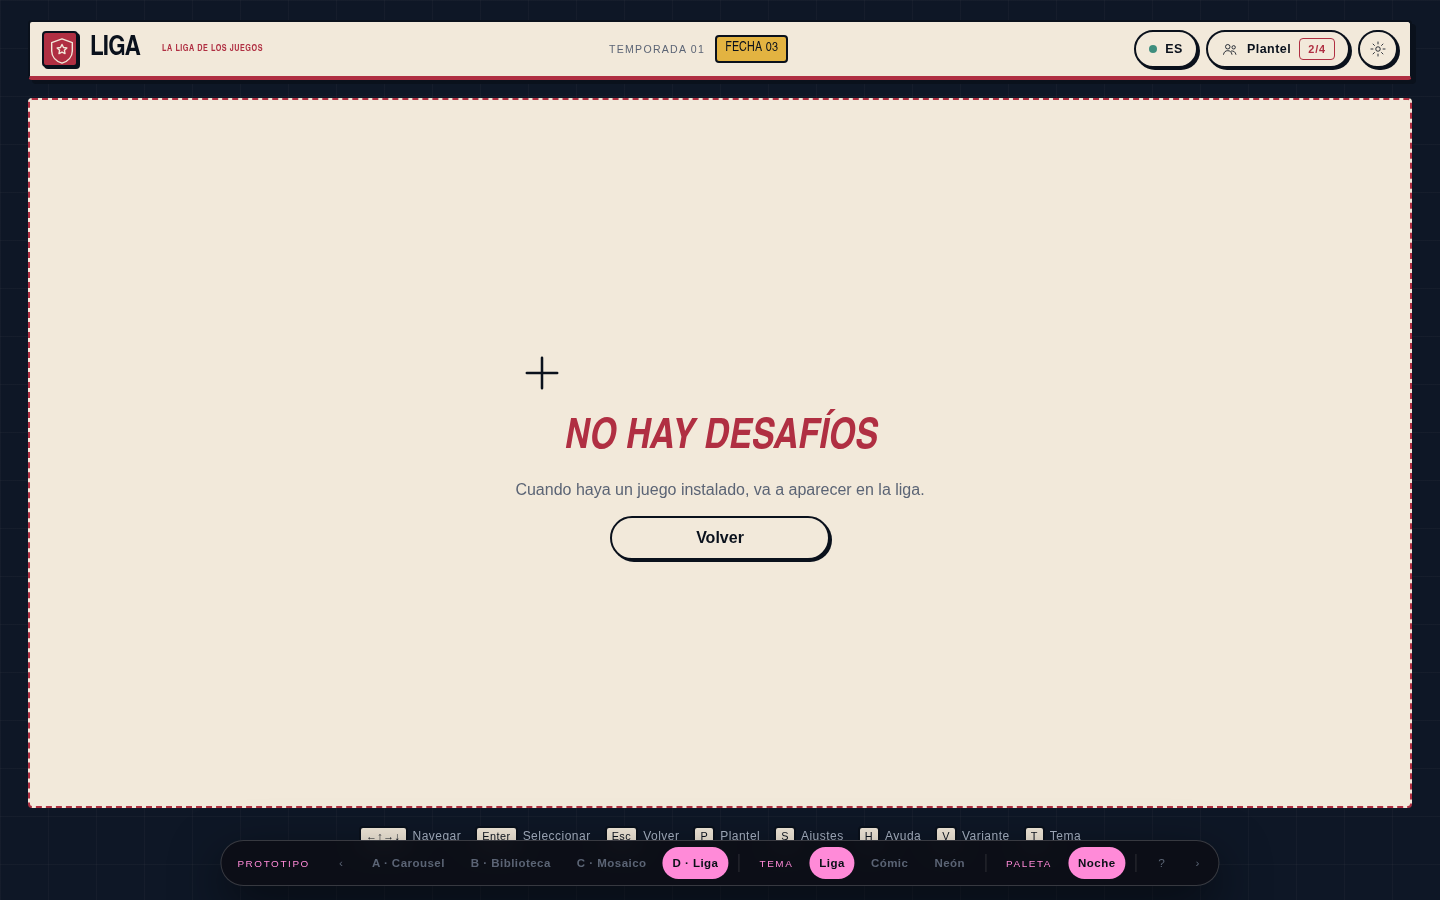 LIGA
LA LIGA DE LOS JUEGOS
TEMPORADA 01
FECHA 03
ES
Plantel
2/4
NO HAY DESAFÍOS
Cuando haya un juego instalado, va a aparecer en la liga.
Volver
←↑→↓ Navegar Enter Seleccionar Esc Volver P Plantel S Ajustes H Ayuda V Variante T Tema
PROTOTIPO ‹ A · Carousel B · Biblioteca C · Mosaico D · Liga TEMA Liga Cómic Neón PALETA Noche ? ›